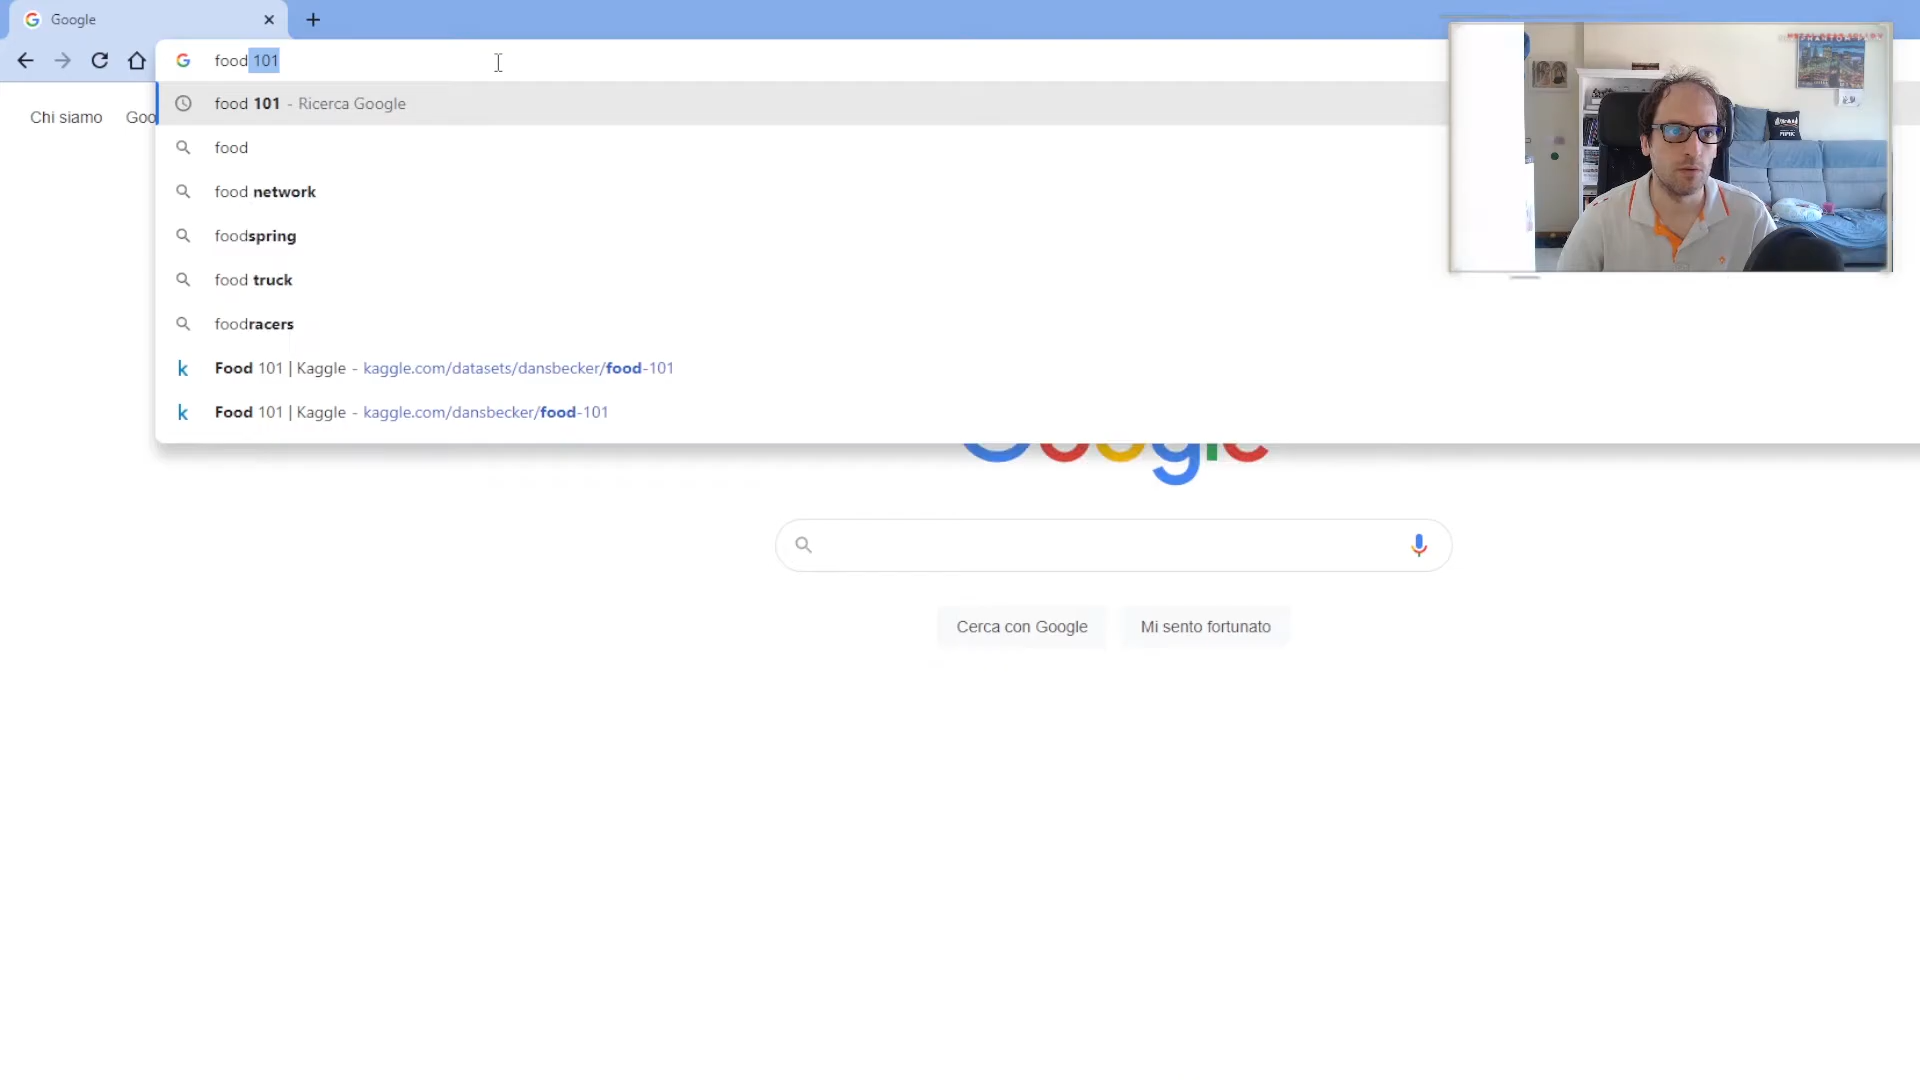 Google
food 101
food 101 - Ricerca Google
Chi siamo Goo
food
food network
foodspring
food truck
foodracers
Food 101 | Kaggle - kaggle.com/datasets/dansbecker/food-101
Food 101 | Kaggle - kaggle.com/dansbecker/food-101
Google
Cerca con Google
Mi sento fortunato